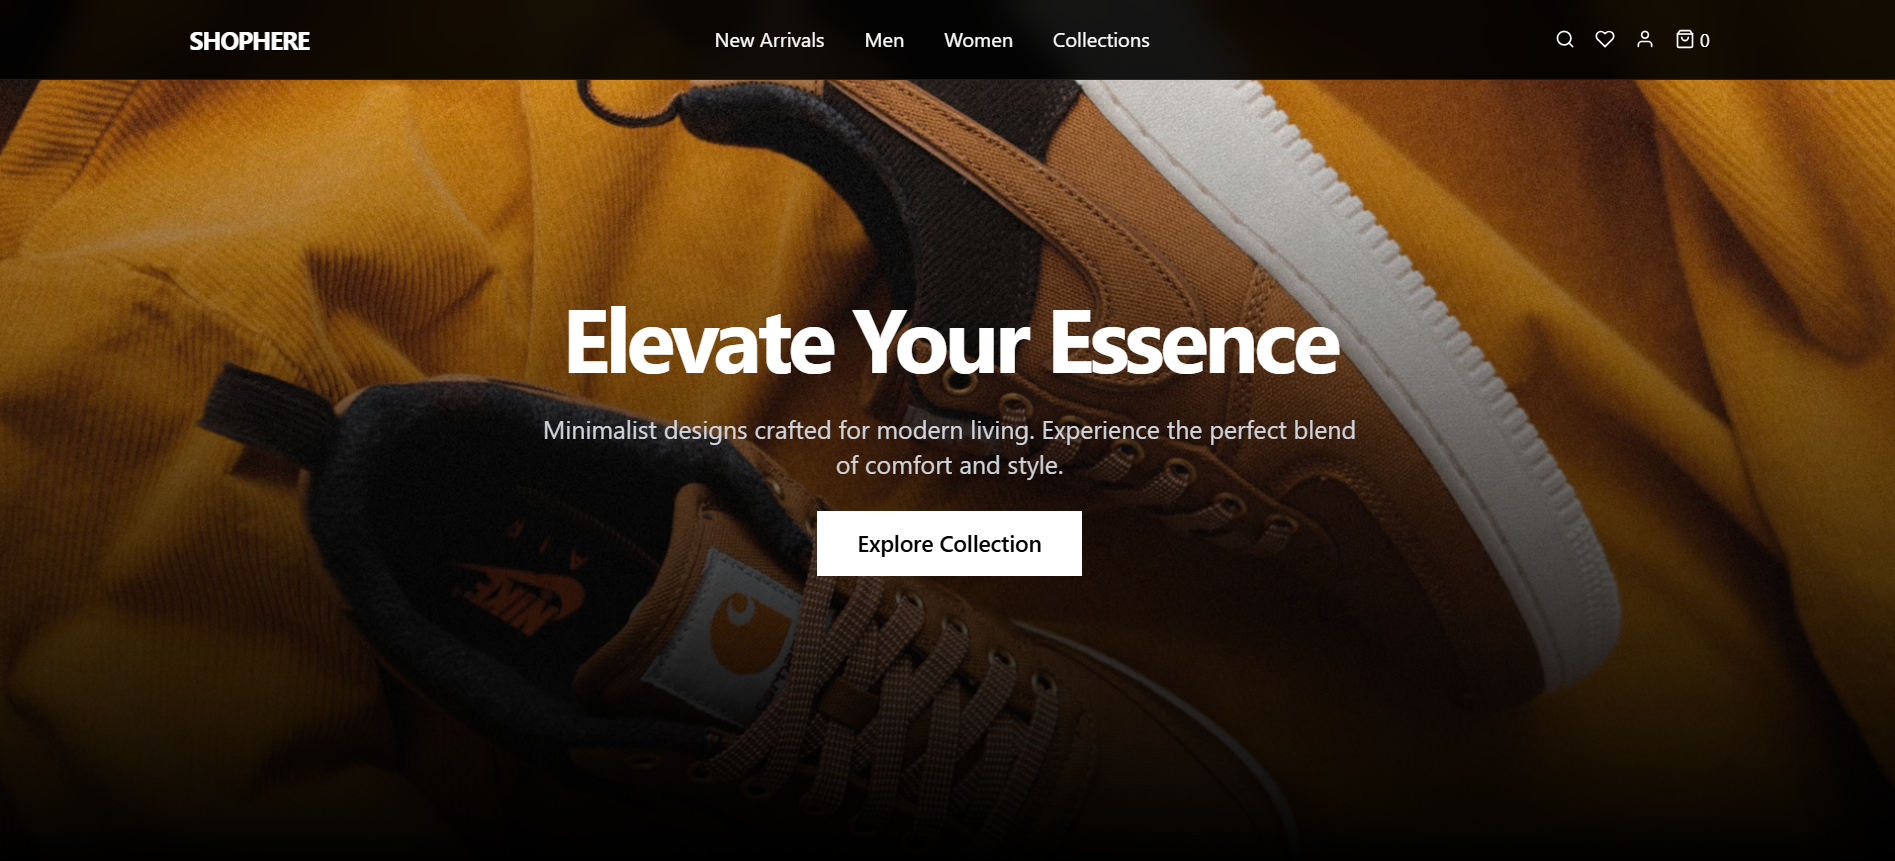 SHOPHERE
New Arrivals Men Women Collections
0
Elevate Your Essence
Minimalist designs crafted for modern living. Experience the perfect blend
of comfort and style.
Explore Collection
AIR
NIKE